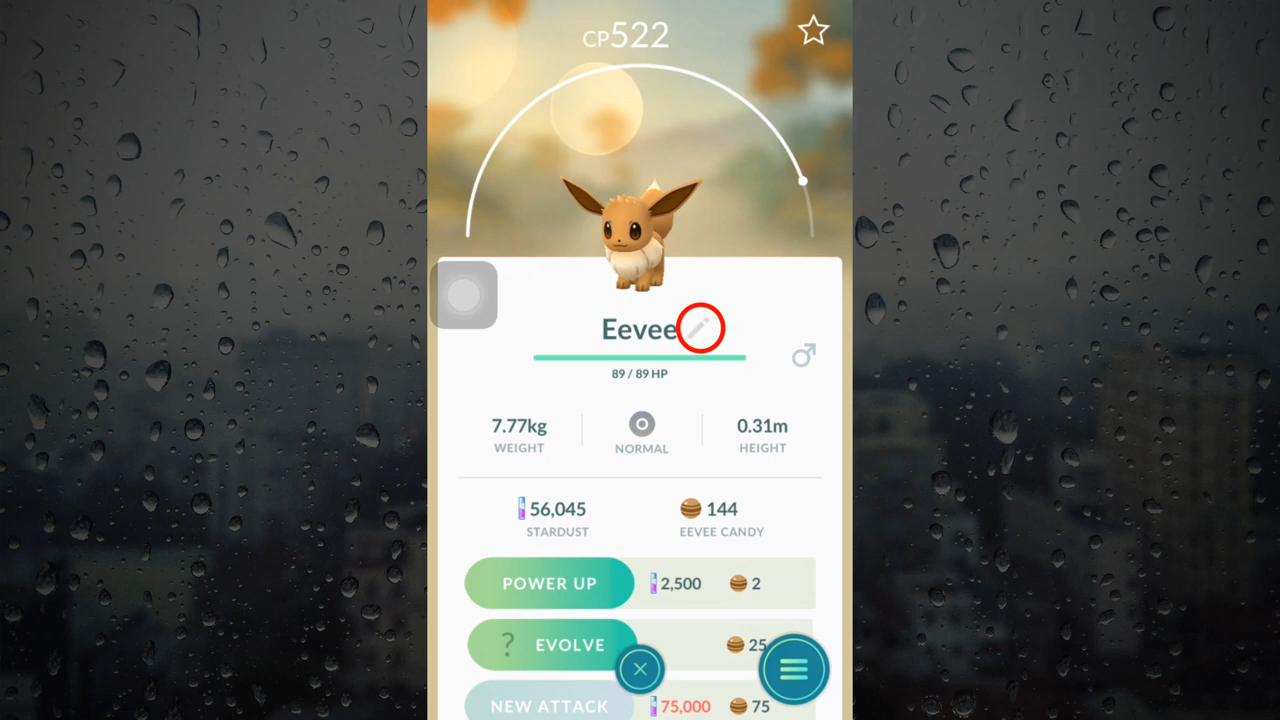 CP522
Eevee
89 / 89 HP
7.77kg
WEIGHT
NORMAL
0.31m
HEIGHT
56,045
STARDUST
144
EEVEE CANDY
POWER UP 2,500 2
? EVOLVE 25
NEW ATTACK 75,000 75